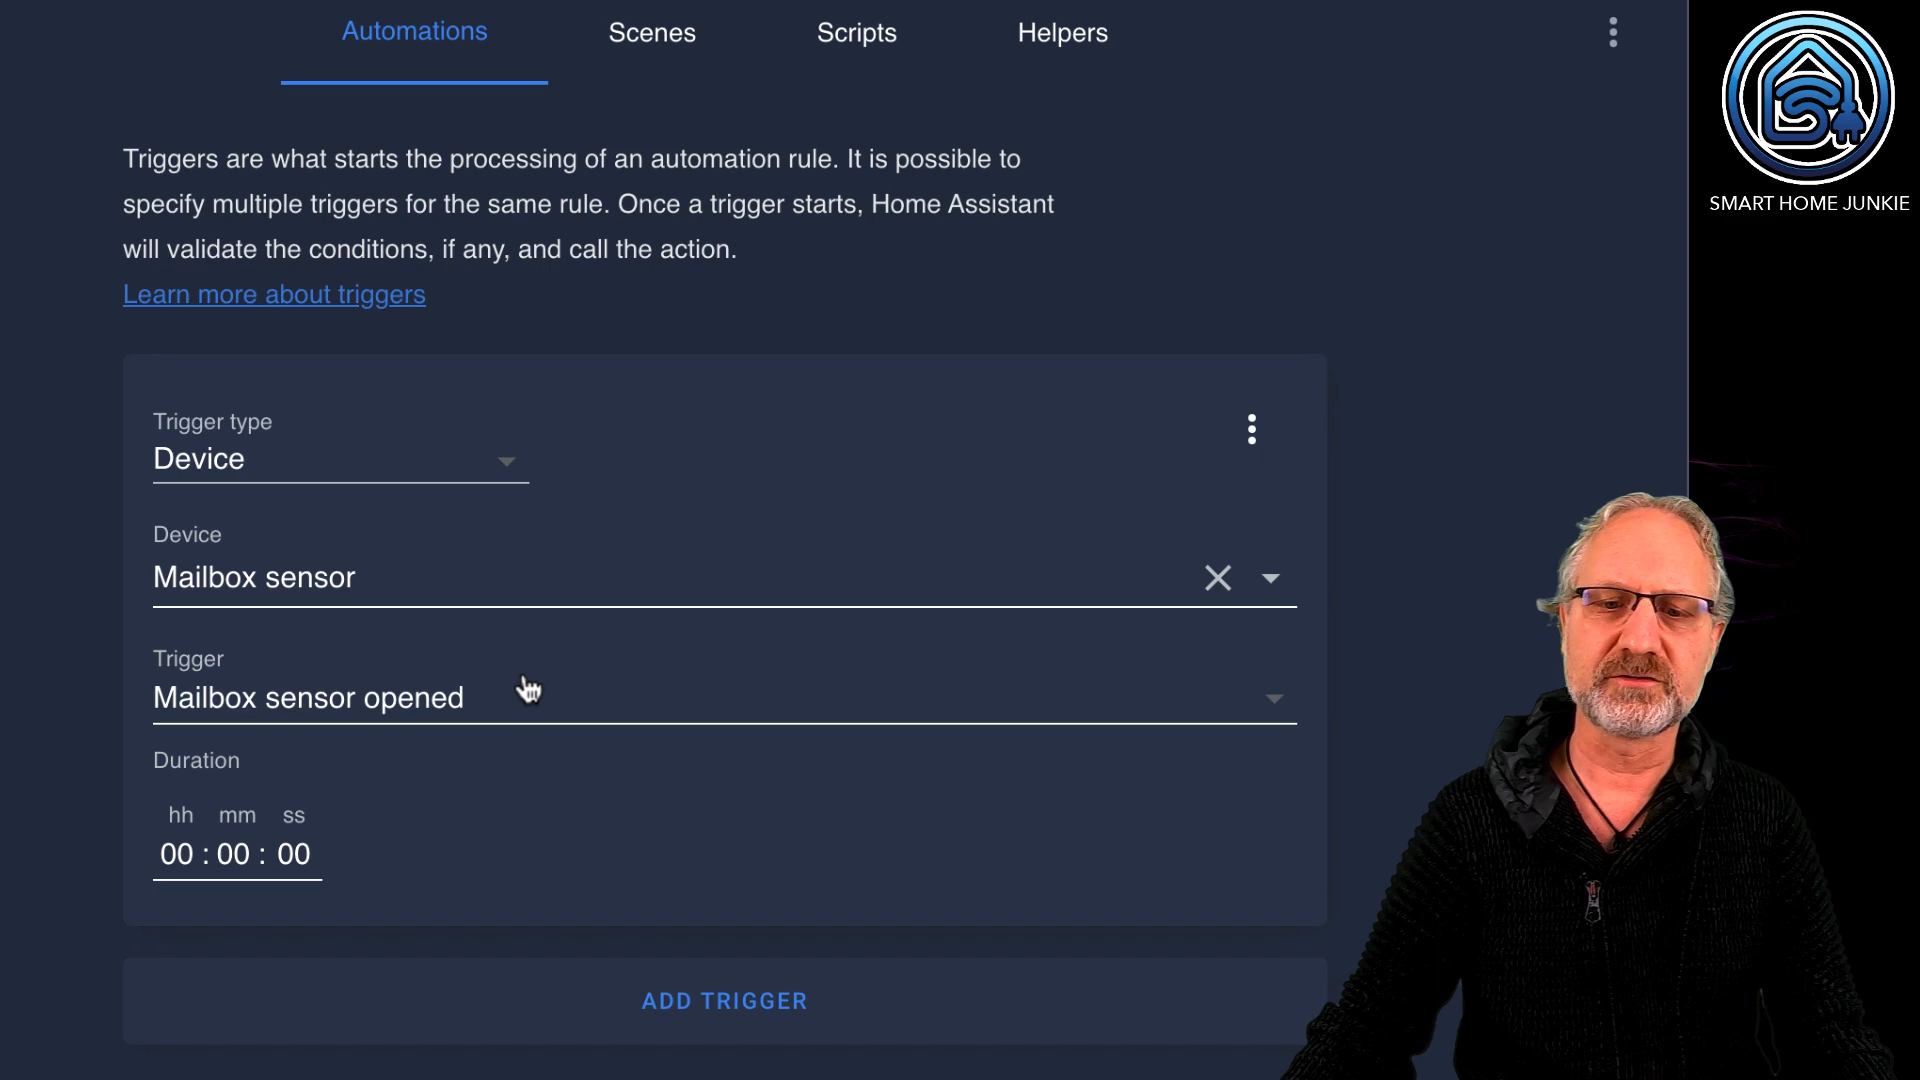 Automations
Scenes
Scripts
Helpers
SMART HOME JUNKIE
Triggers are what starts the processing of an automation rule. It is possible to
specify multiple triggers for the same rule. Once a trigger starts, Home Assistant
will validate the conditions, if any, and call the action.
Learn more about triggers
Trigger type
Device
Device
Mailbox sensor
Trigger
Mailbox sensor opened
Duration
hh mm ss
00 : 00 : 00
ADD TRIGGER